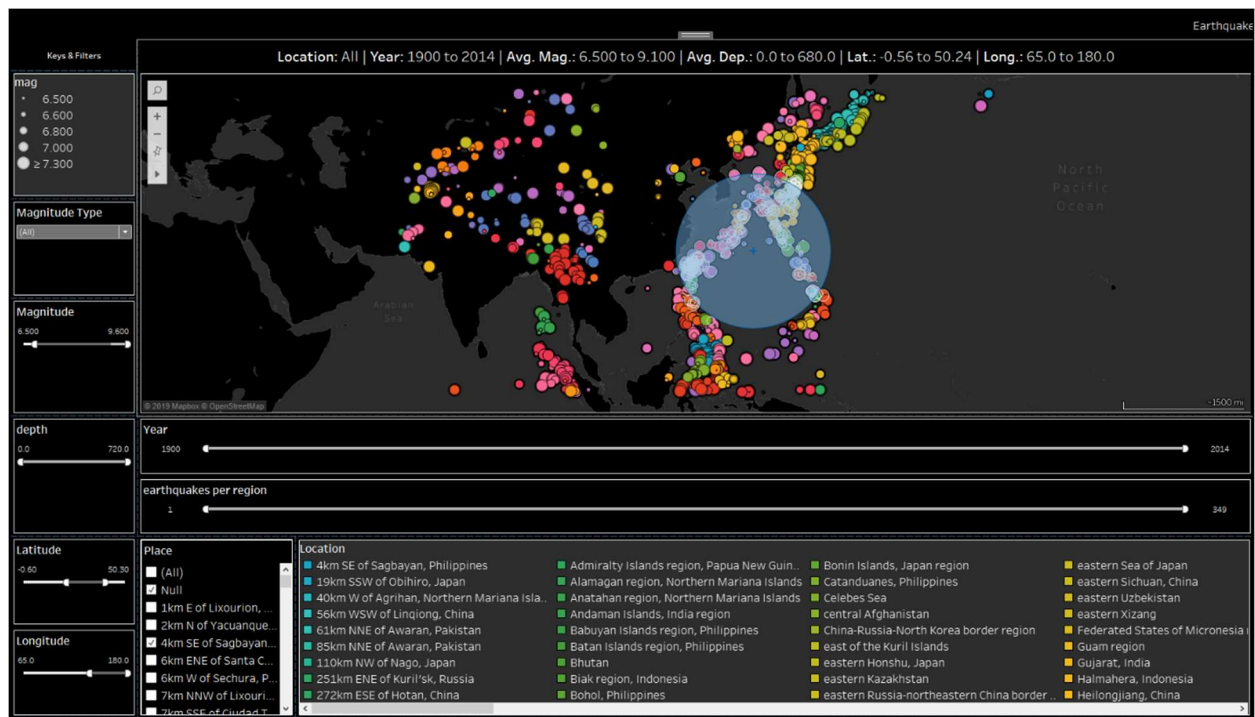 Earthquake
Keys & Filters
Location: All | Year: 1900 to 2014 | Avg. Mag.: 6.500 to 9.100 | Avg. Dep.: 0.0 to 680.0 | Lat.: -0.56 to 50.24 | Long.: 65.0 to 180.0
mag
6.500
6.600
6.800
7.000
≥ 7.300
Magnitude Type
(All)
Magnitude
6.500 9.600
North
Pacific
Ocean
Arabian
Sea
© 2019 Mapbox © OpenStreetMap
~1500 mi
depth
0.0 720.0
Year
1900 2014
earthquakes per region
1 349
Latitude
-0.60 50.30
Longitude
65.0 180.0
Place
(All)
Null
1km E of Lixourion, ...
2km N of Yacuanque...
4km SE of Sagbayan...
6km ENE of Santa C...
6km W of Sechura, P...
7km NNW of Lixouri...
7km SSE of Ciudad T...
Location
4km SE of Sagbayan, Philippines
19km SSW of Obihiro, Japan
40km W of Agrihan, Northern Mariana Isla..
56km WSW of Linqiong, China
61km NNE of Awaran, Pakistan
85km NNE of Awaran, Pakistan
110km NW of Nago, Japan
251km ENE of Kuril'sk, Russia
272km ESE of Hotan, China
Admiralty Islands region, Papua New Guin..
Alamagan region, Northern Mariana Islands
Anatahan region, Northern Mariana Islands
Andaman Islands, India region
Babuyan Islands region, Philippines
Batan Islands region, Philippines
Bhutan
Biak region, Indonesia
Bohol, Philippines
Bonin Islands, Japan region
Catanduanes, Philippines
Celebes Sea
central Afghanistan
China-Russia-North Korea border region
east of the Kuril Islands
eastern Honshu, Japan
eastern Kazakhstan
eastern Russia-northeastern China border ..
eastern Sea of Japan
eastern Sichuan, China
eastern Uzbekistan
eastern Xizang
Federated States of Micronesia
Guam region
Gujarat, India
Halmahera, Indonesia
Heilongjiang, China